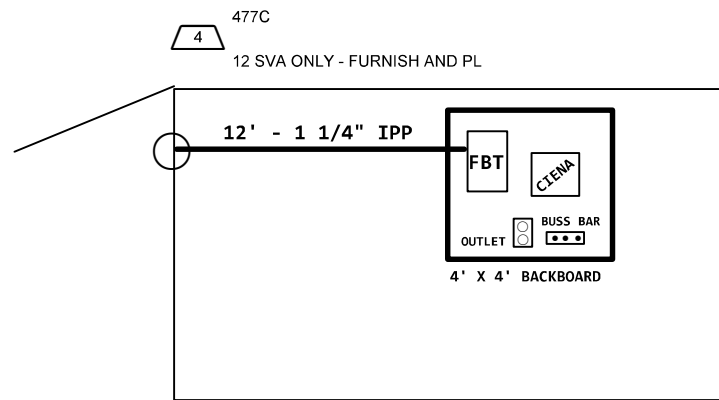 477C
4
12 SVA ONLY - FURNISH AND PL
12' - 1 1/4" IPP
FBT
CIENA
BUSS BAR
OUTLET
4' X 4' BACKBOARD